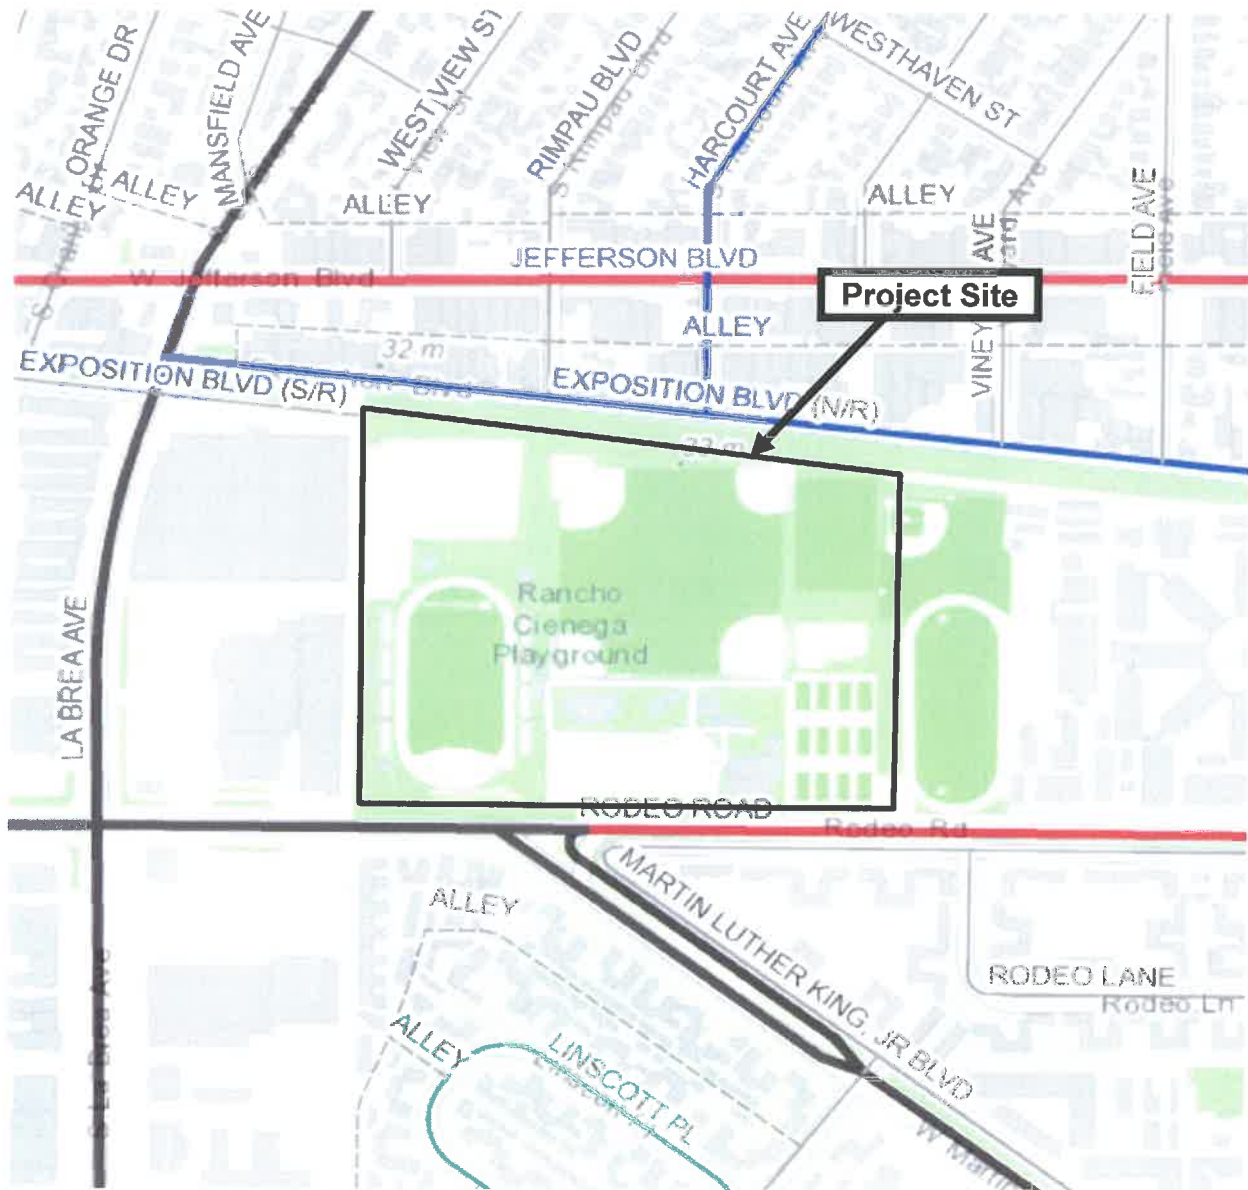 ORANGE DR
MANSFIELD AVE
WEST VIEW ST
RIMPAU BLVD
HARCOURT AVE
WESTHAVEN ST
ALLEY
ALLEY
ALLEY
ALLEY
JEFFERSON BLVD
W Jefferson Blvd
VINEY AVE
FIELD AVE
Project Site
ALLEY
32 m
EXPOSITION BLVD (S/R)
EXPOSITION BLVD (N/R)
33 m
Rancho
Cienega
Playground
LA BREA AVE
RODEO ROAD
Rodeo Rd
MARTIN LUTHER KING, JR BLVD
ALLEY
RODEO LANE
Rodeo Ln
ALLEY
LINSCOTT PL
S La Brea Ave
W Martin